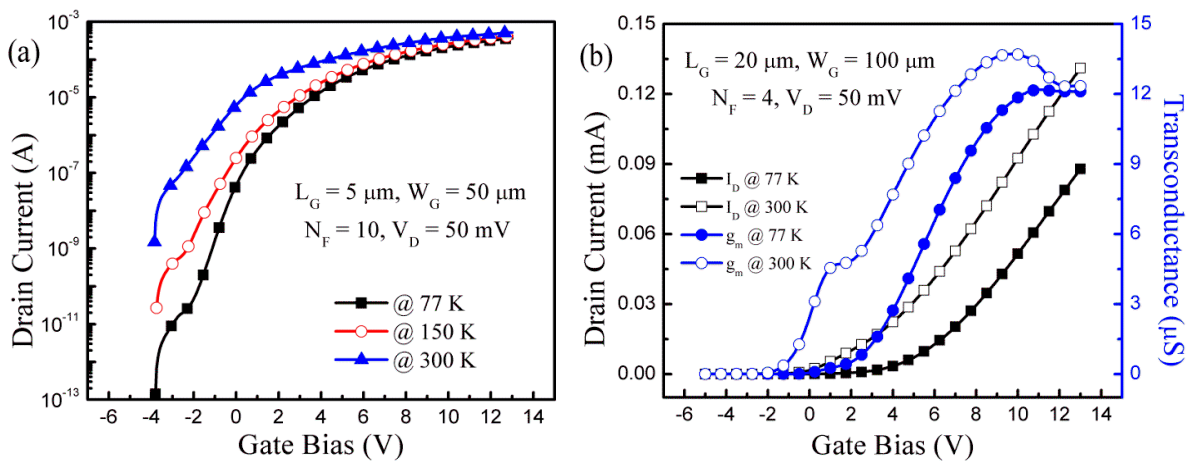 (a)
Drain Current (A)
10⁻³
10⁻⁵
10⁻⁷
10⁻⁹
10⁻¹¹
10⁻¹³
L_G = 5 μm, W_G = 50 μm
N_F = 10, V_D = 50 mV
@ 77 K
@ 150 K
@ 300 K
-6 -4 -2 0 2 4 6 8 10 12 14
Gate Bias (V)
(b)
Drain Current (mA)
0.15
0.12
0.09
0.06
0.03
0.00
L_G = 20 μm, W_G = 100 μm
N_F = 4, V_D = 50 mV
I_D @ 77 K
I_D @ 300 K
g_m @ 77 K
g_m @ 300 K
-6 -4 -2 0 2 4 6 8 10 12 14
Gate Bias (V)
15
12
9
6
3
0
Transconductance (μS)